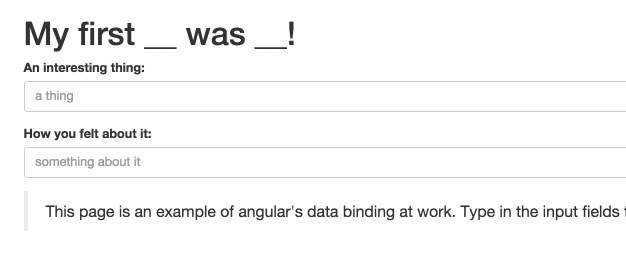 My first __ was __!
An interesting thing:
a thing
How you felt about it:
something about it
This page is an example of angular's data binding at work. Type in the input fields